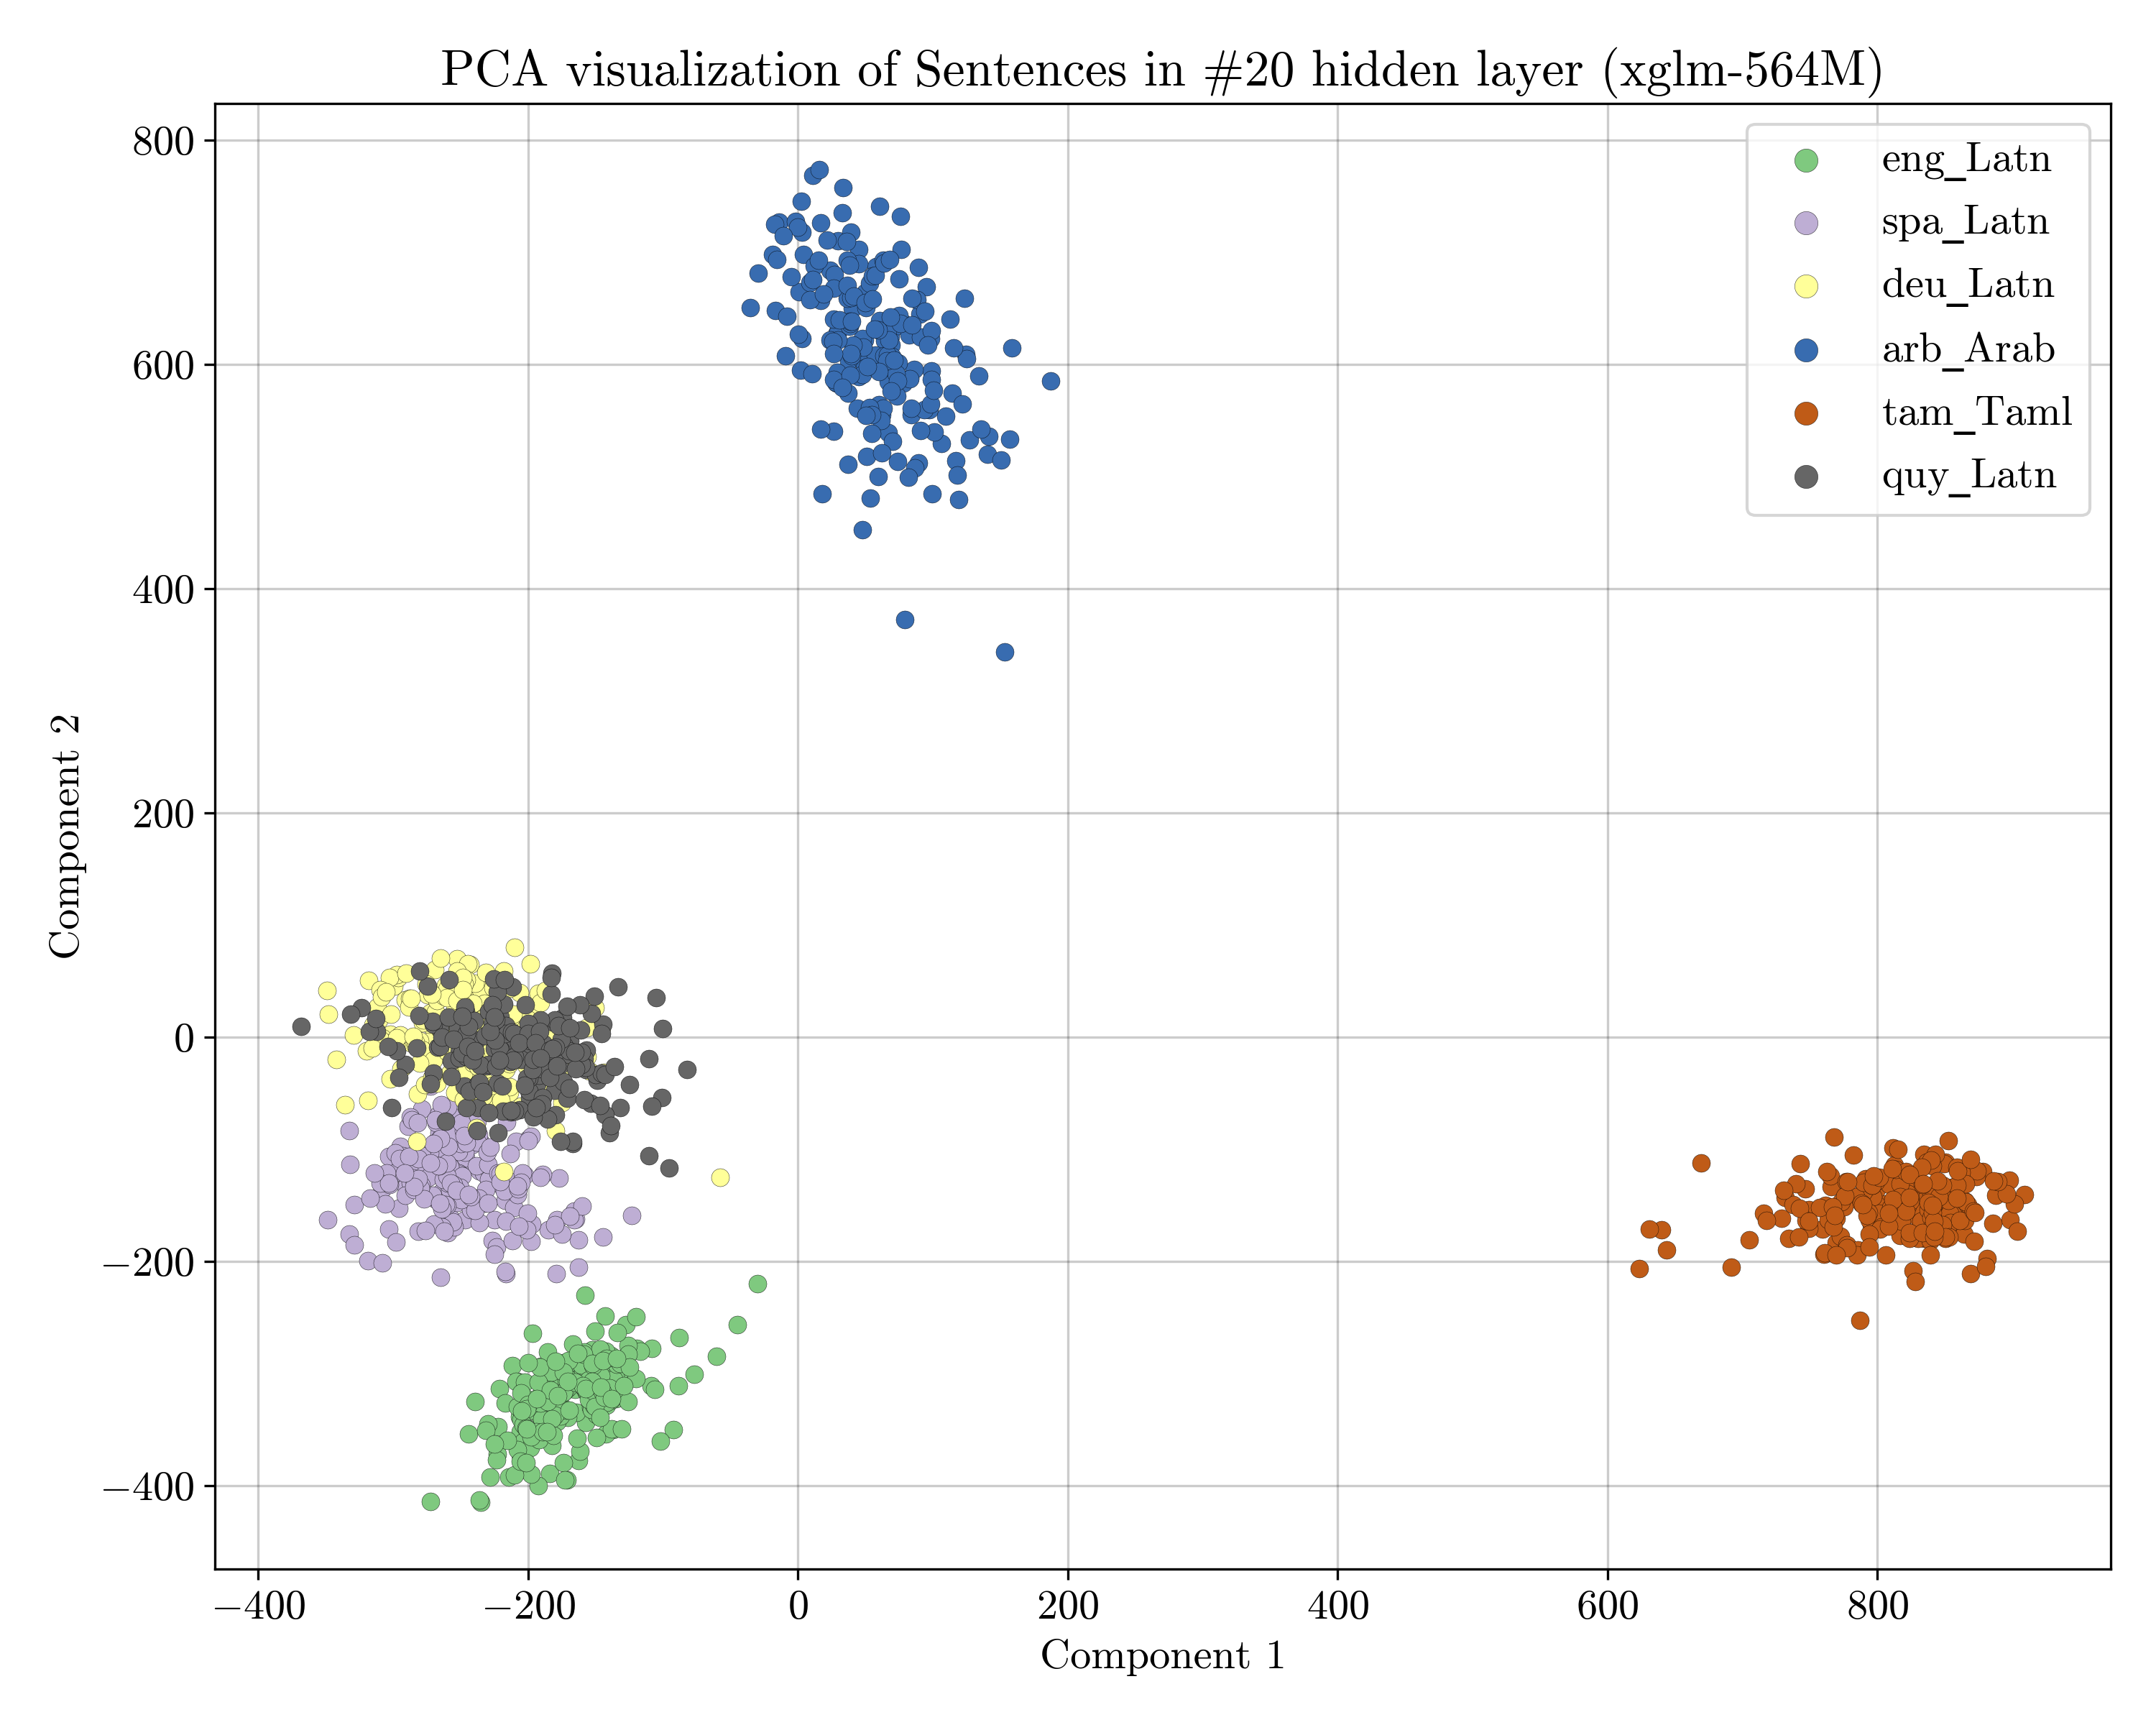 PCA visualization of Sentences in #20 hidden layer (xglm-564M)
800
600
400
200
0
−200
−400
Component 2
eng_Latn
spa_Latn
deu_Latn
arb_Arab
tam_Taml
quy_Latn
−400 −200 0 200 400 600 800
Component 1